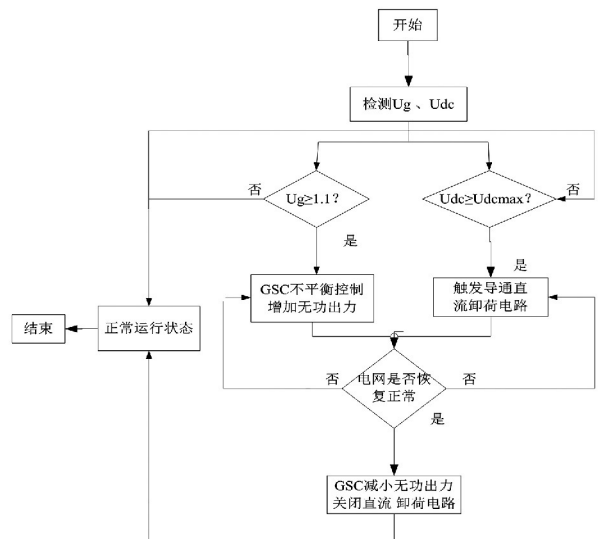 开始
检测Ug 、Udc
否
Ug≥1.1?
Udc≥Udcmax?
否
是
是
GSC不平衡控制
增加无功出力
触发导通直
流卸荷电路
结束
正常运行状态
否
电网是否恢
复正常
否
是
GSC减小无功出力
关闭直流 卸荷电路